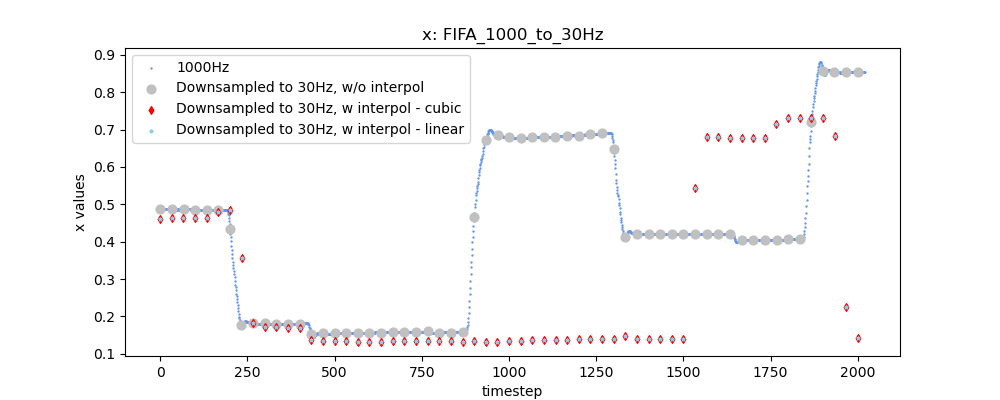 x: FIFA_1000_to_30Hz
0.9
0.8
0.7
0.6
0.5
0.4
0.3
0.2
0.1
x values
1000Hz
Downsampled to 30Hz, w/o interpol
Downsampled to 30Hz, w interpol - cubic
Downsampled to 30Hz, w interpol - linear
0 250 500 750 1000 1250 1500 1750 2000
timestep